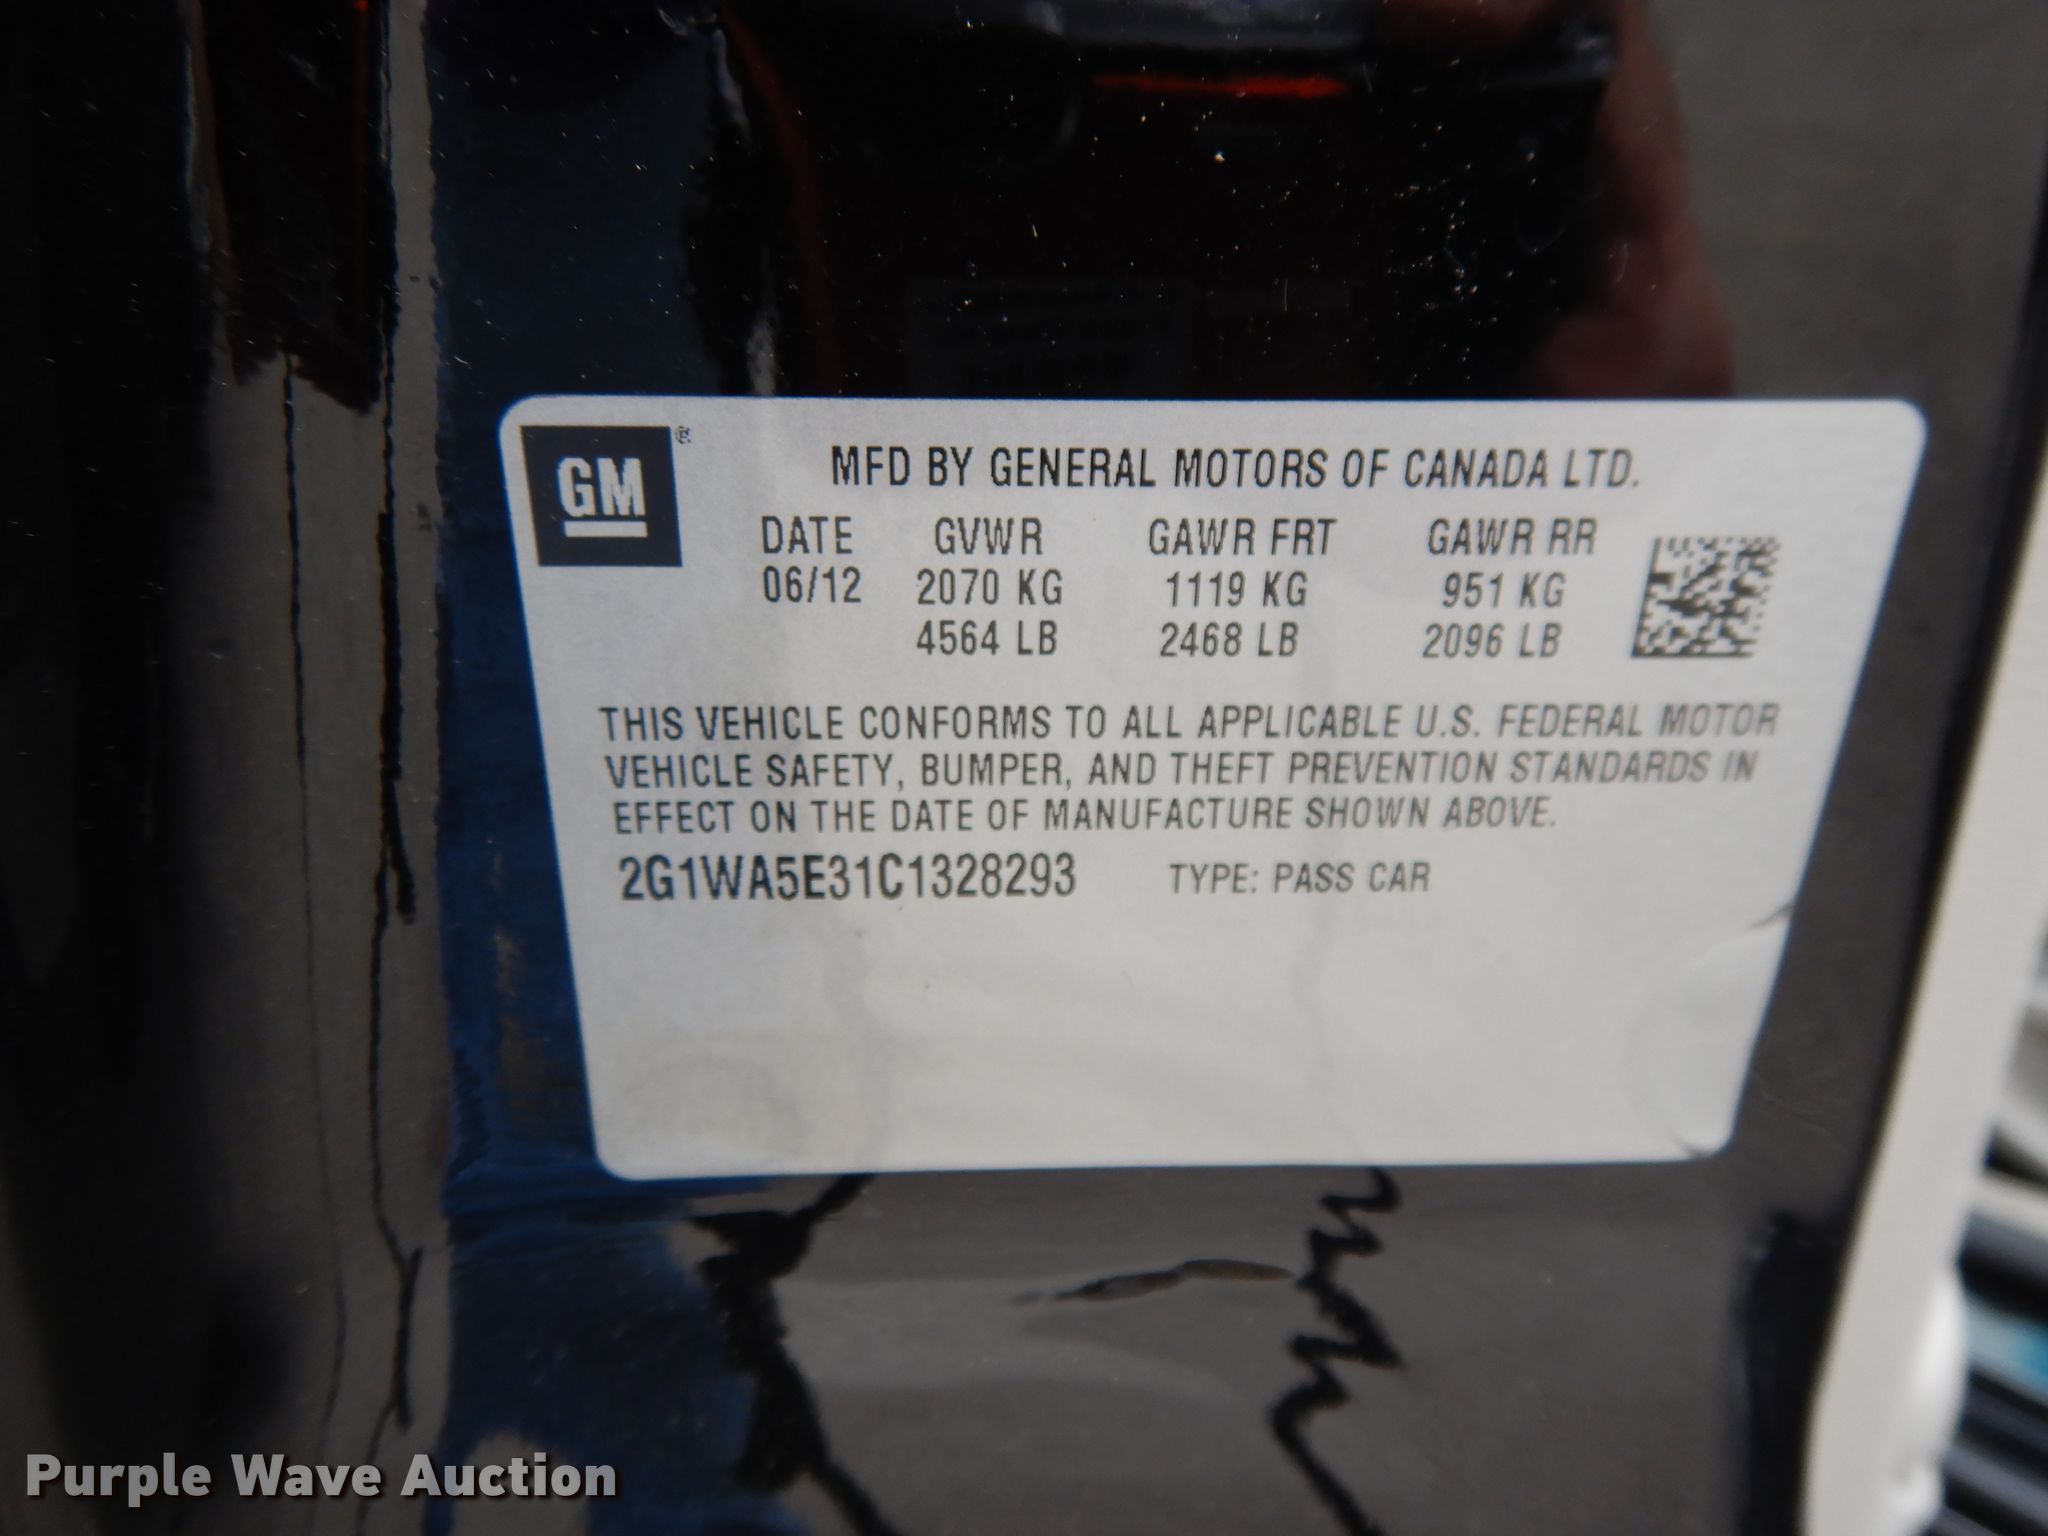 GM ®
MFD BY GENERAL MOTORS OF CANADA LTD.
DATE GVWR GAWR FRT GAWR RR
06/12 2070 KG 1119 KG 951 KG
4564 LB 2468 LB 2096 LB
THIS VEHICLE CONFORMS TO ALL APPLICABLE U.S. FEDERAL MOTOR
VEHICLE SAFETY, BUMPER, AND THEFT PREVENTION STANDARDS IN
EFFECT ON THE DATE OF MANUFACTURE SHOWN ABOVE.
2G1WA5E31C1328293 TYPE: PASS CAR
Purple Wave Auction